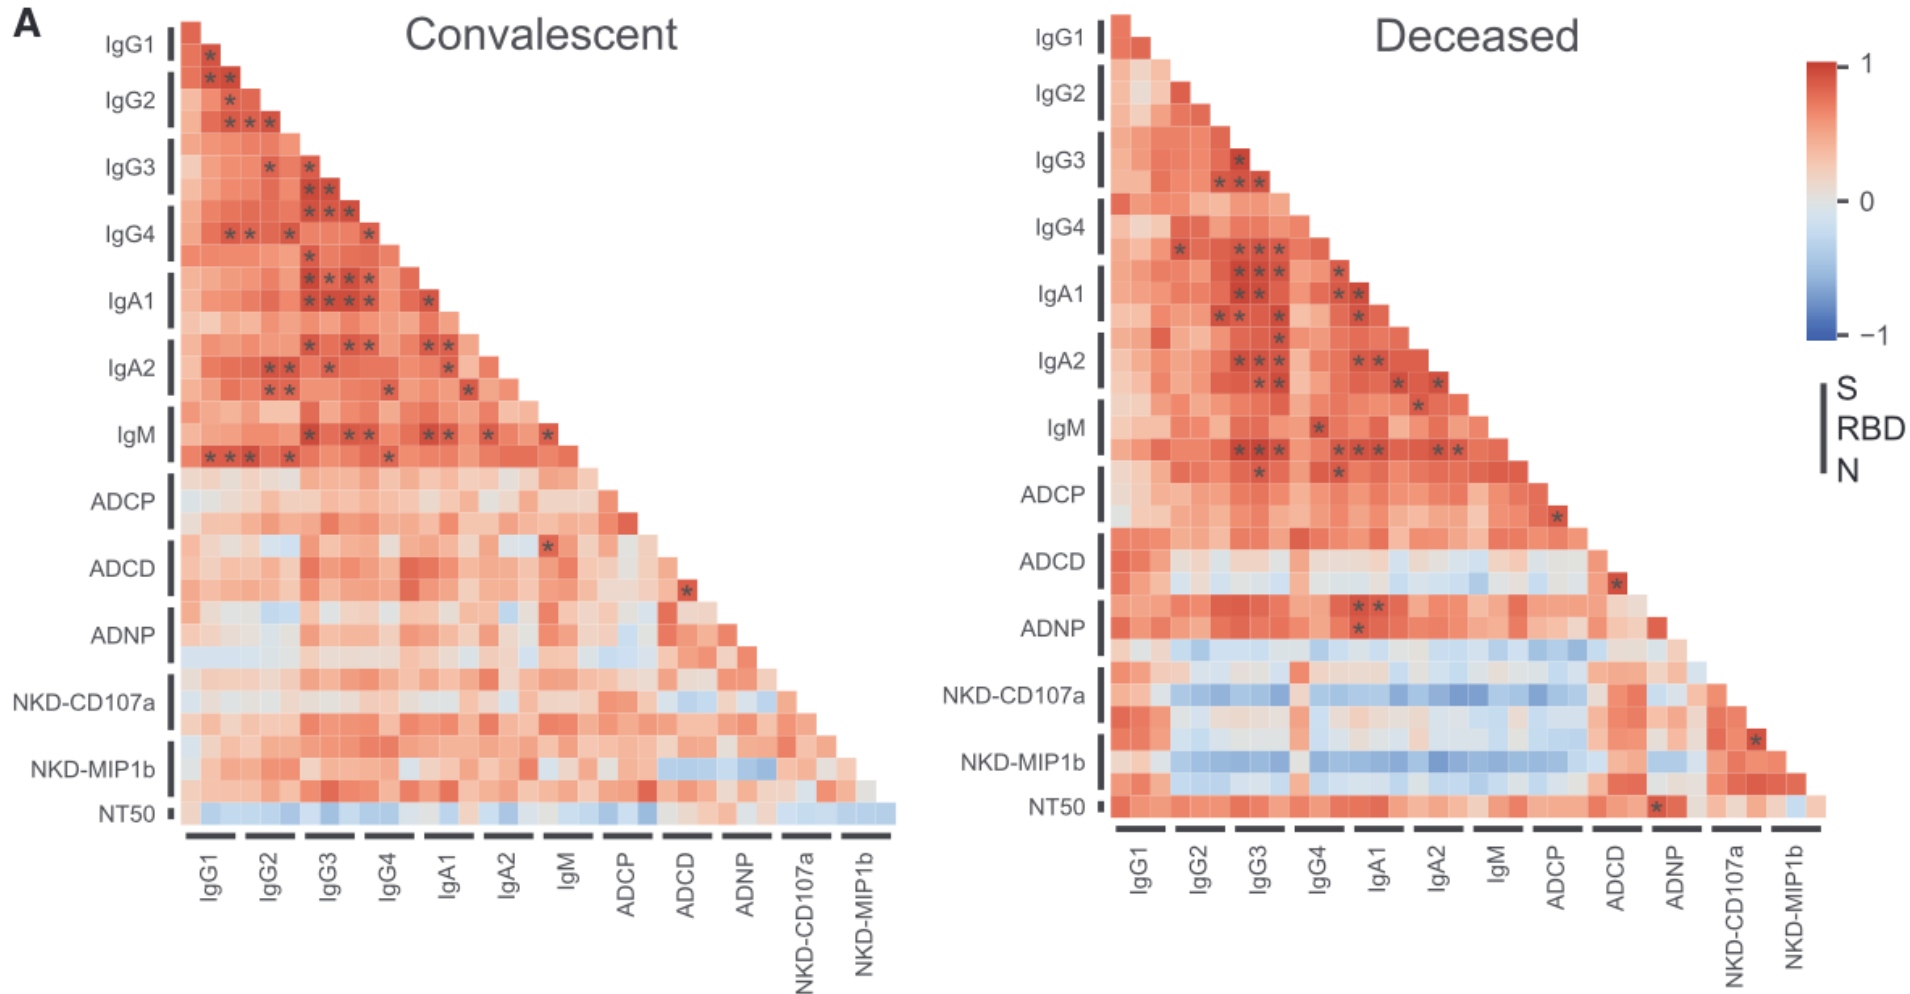 A
Convalescent
IgG1
IgG2
IgG3
IgG4
IgA1
IgA2
IgM
ADCP
ADCD
ADNP
NKD-CD107a
NKD-MIP1b
NT50
IgG1
IgG2
IgG3
IgG4
IgA1
IgA2
IgM
ADCP
ADCD
ADNP
NKD-CD107a
NKD-MIP1b
Deceased
IgG1
IgG2
IgG3
IgG4
IgA1
IgA2
IgM
ADCP
ADCD
ADNP
NKD-CD107a
NKD-MIP1b
NT50
IgG1
IgG2
IgG3
IgG4
IgA1
IgA2
IgM
ADCP
ADCD
ADNP
NKD-CD107a
NKD-MIP1b
1
0
−1
S
RBD
N